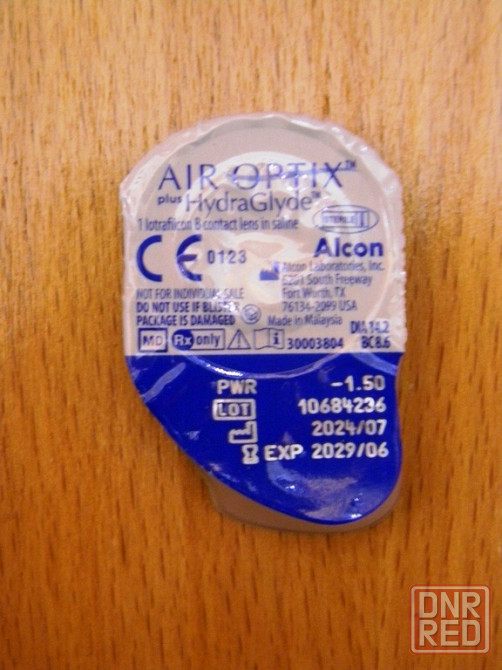 AIR OPTIX™
plus HydraGlyde™
1 lotrafilcon B contact lens in saline
STERILE
CE 0123
Alcon
Alcon Laboratories, Inc.
6201 South Freeway
Fort Worth, TX
76134-2099 USA
Made in Malaysia
NOT FOR INDIVIDUAL SALE
DO NOT USE IF BLISTER
PACKAGE IS DAMAGED
DIA 14.2
BC 8.6
MD Rx only 30003804
PWR -1.50
LOT 10684236
2024/07
EXP 2029/06
DNR
RED